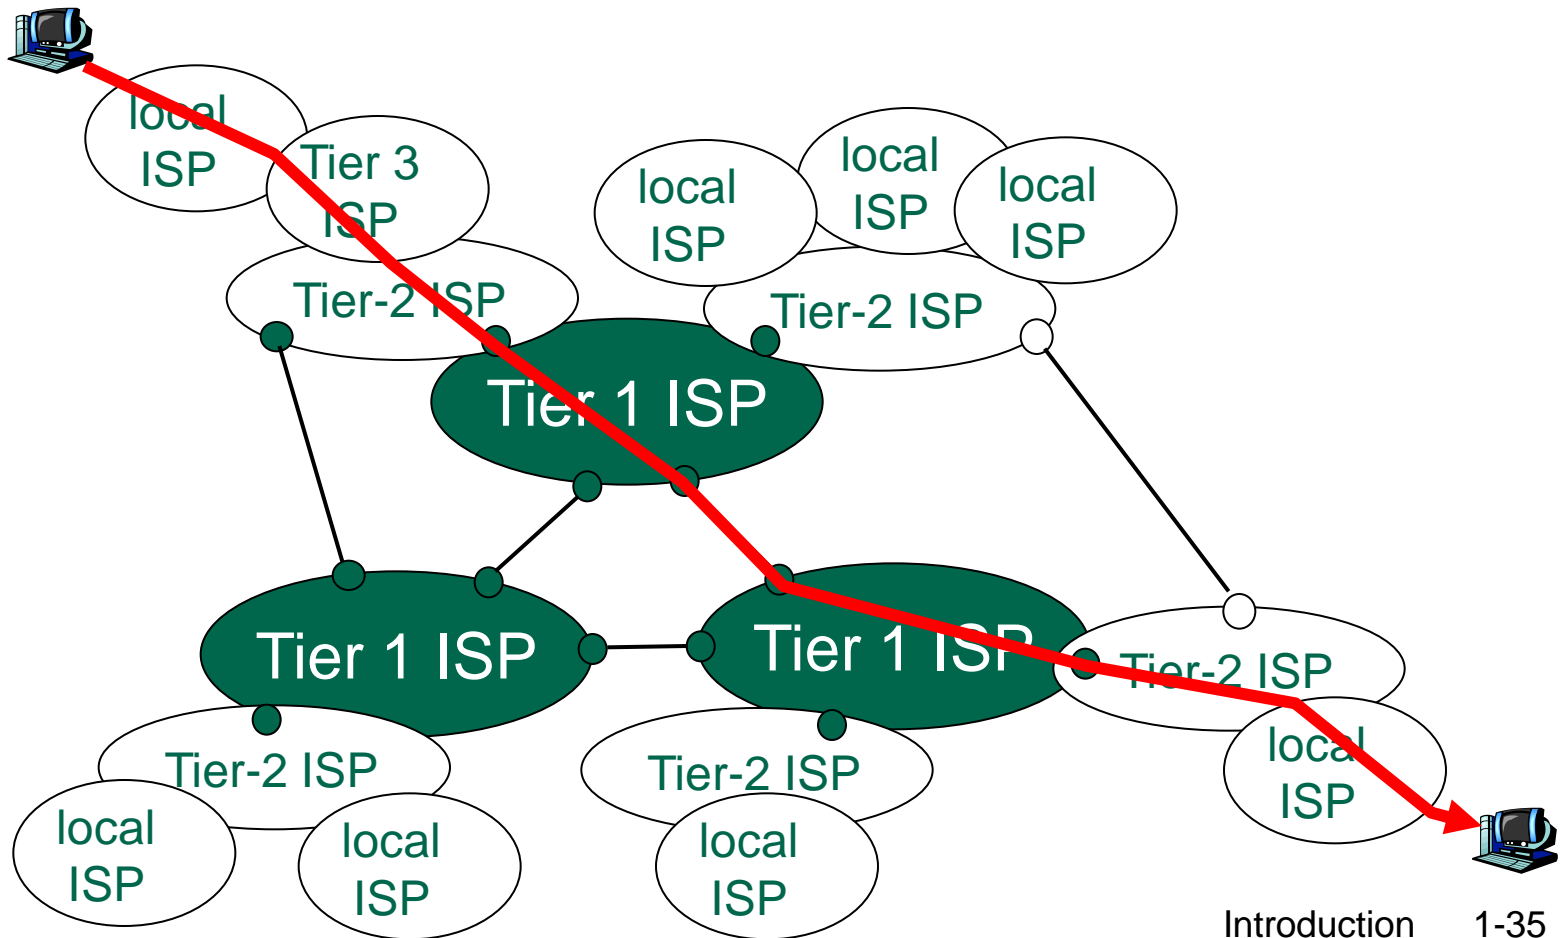 local
ISP
Tier 3
ISP
local
ISP
local
ISP
local
ISP
Tier-2 ISP
Tier-2 ISP
Tier 1 ISP
Tier 1 ISP
Tier 1 ISP
Tier-2 ISP
Tier-2 ISP
Tier-2 ISP
local
ISP
local
ISP
local
ISP
local
ISP
Introduction 1-35